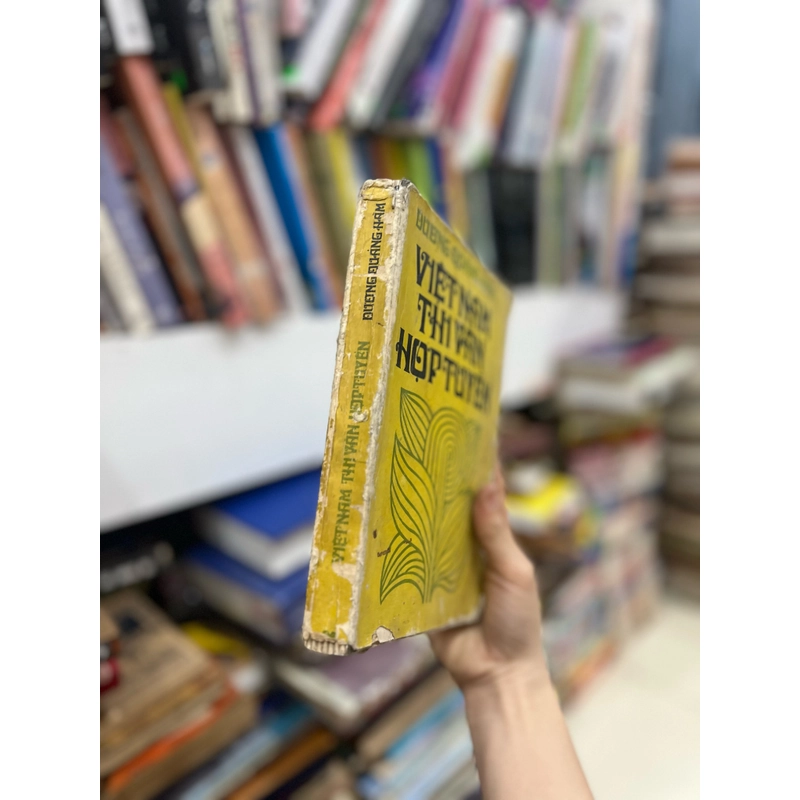 DƯƠNG QUẢNG HÀM
VIỆT NAM THI VĂN HỢP TUYỂN
DƯƠNG QUẢNG HÀM
VIỆT NAM
THI VĂN
HỢP TUYỂN